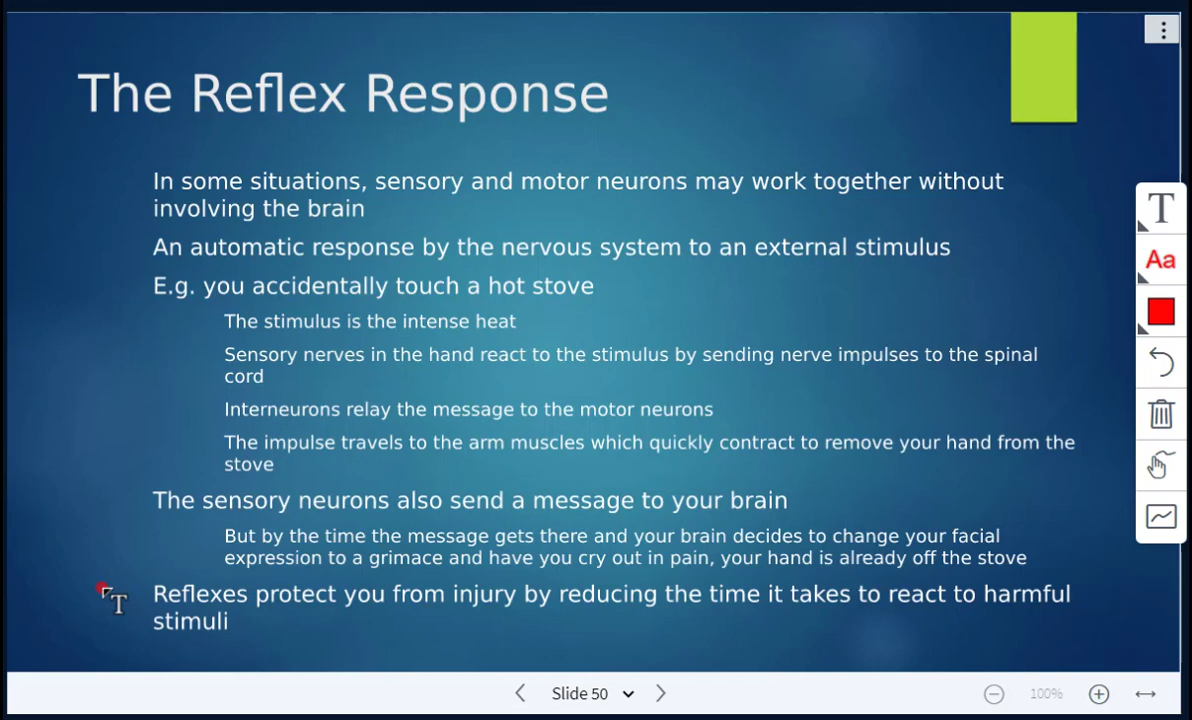 The Reflex Response
In some situations, sensory and motor neurons may work together without
involving the brain
An automatic response by the nervous system to an external stimulus
E.g. you accidentally touch a hot stove
The stimulus is the intense heat
Sensory nerves in the hand react to the stimulus by sending nerve impulses to the spinal
cord
Interneurons relay the message to the motor neurons
The impulse travels to the arm muscles which quickly contract to remove your hand from the
stove
The sensory neurons also send a message to your brain
But by the time the message gets there and your brain decides to change your facial
expression to a grimace and have you cry out in pain, your hand is already off the stove
Reflexes protect you from injury by reducing the time it takes to react to harmful
stimuli
T
Aa
T
Slide 50
100%